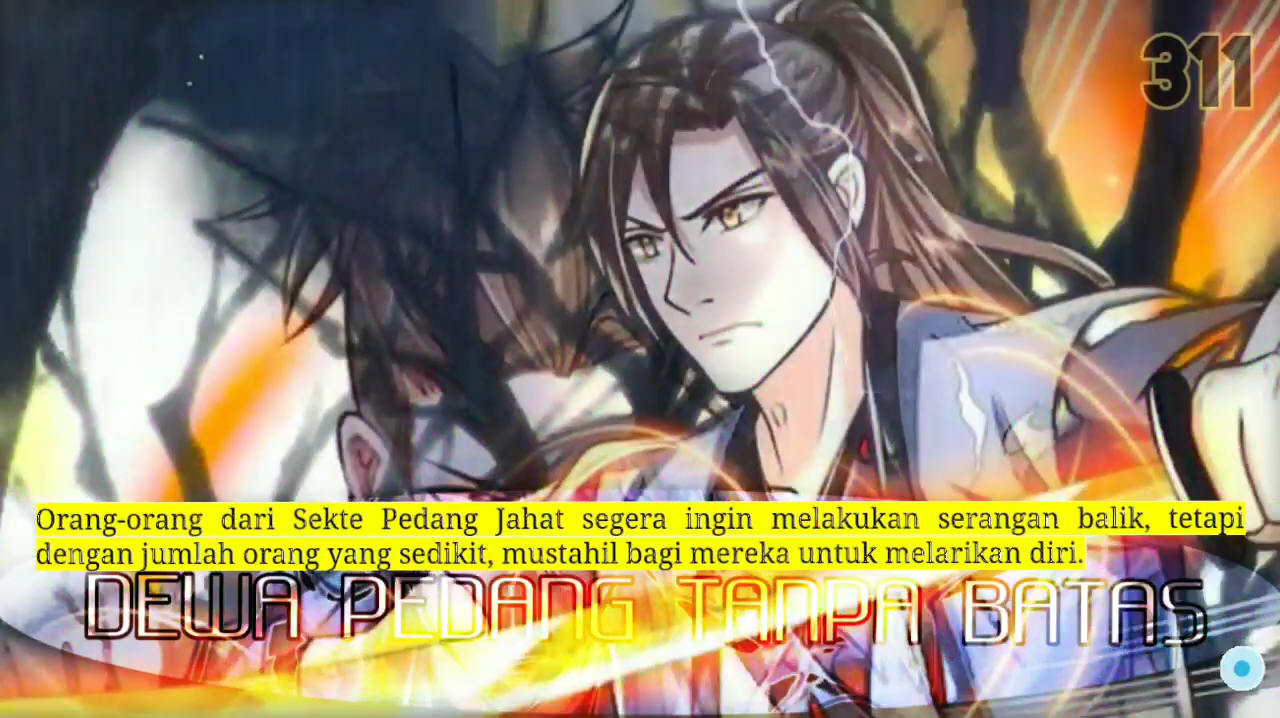 311
Orang-orang dari Sekte Pedang Jahat segera ingin melakukan serangan balik, tetapi
dengan jumlah orang yang sedikit, mustahil bagi mereka untuk melarikan diri.
DEWA PEDANG TANPA BATAS